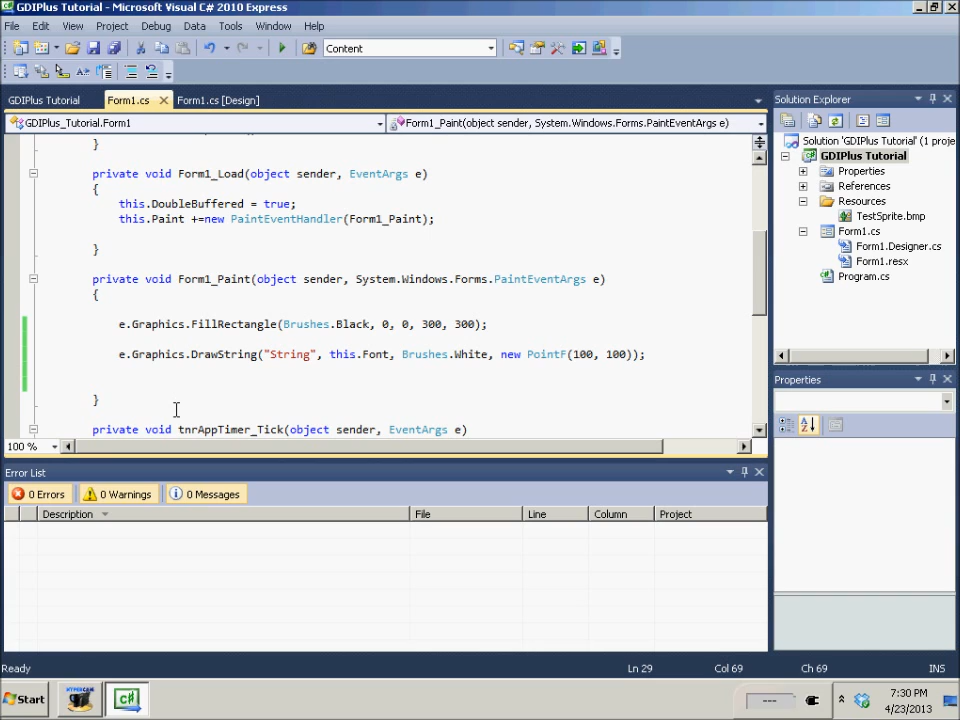 GDIPlus Tutorial - Microsoft Visual C# 2010 Express
File Edit View Project Debug Data Tools Window Help
Content
GDIPlus Tutorial Form1.cs Form1.cs [Design]
GDIPlus_Tutorial.Form1 Form1_Paint(object sender, System.Windows.Forms.PaintEventArgs e)
}
private void Form1_Load(object sender, EventArgs e)
{
this.DoubleBuffered = true;
this.Paint +=new PaintEventHandler(Form1_Paint);
}
private void Form1_Paint(object sender, System.Windows.Forms.PaintEventArgs e)
{
e.Graphics.FillRectangle(Brushes.Black, 0, 0, 300, 300);
e.Graphics.DrawString("String", this.Font, Brushes.White, new PointF(100, 100));
}
private void tnrAppTimer_Tick(object sender, EventArgs e)
100 %
Solution Explorer
Solution 'GDIPlus Tutorial' (1 proje
GDIPlus Tutorial
Properties
References
Resources
TestSprite.bmp
Form1.cs
Form1.Designer.cs
Form1.resx
Program.cs
Properties
Error List
0 Errors 0 Warnings 0 Messages
Description File Line Column Project
Ready Ln 29 Col 69 Ch 69 INS
Start HYPERCAM C# --- 7:30 PM
4/23/2013